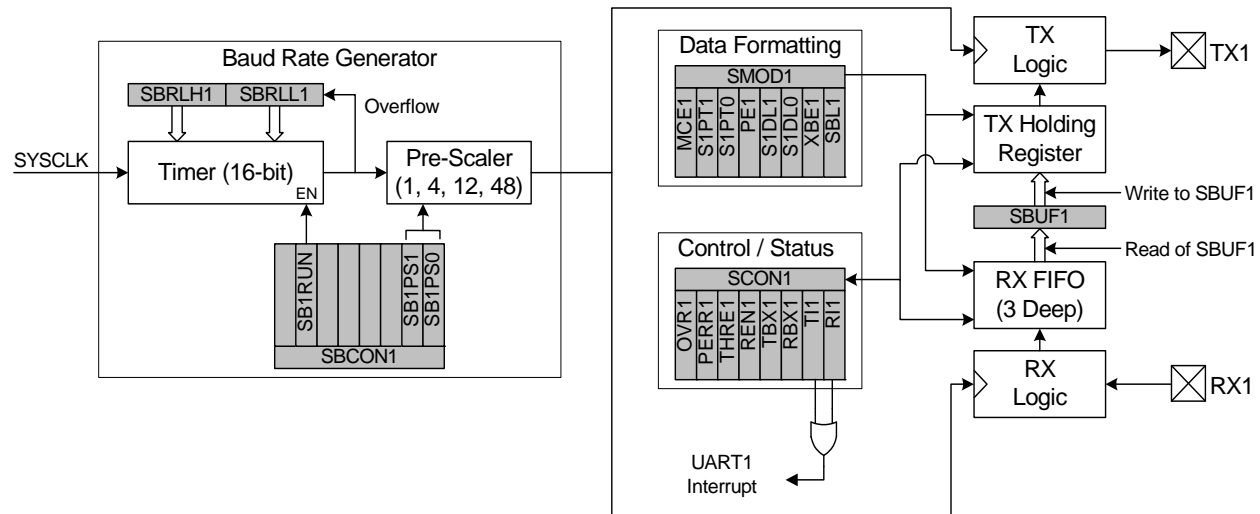 Baud Rate Generator
SBRLH1 SBRLL1
Overflow
SYSCLK
Timer (16-bit)
EN
Pre-Scaler
(1, 4, 12, 48)
SB1RUN
SB1PS1
SB1PS0
SBCON1
Data Formatting
SMOD1
MCE1
S1PT1
S1PT0
PE1
S1DL1
S1DL0
XBE1
SBL1
Control / Status
SCON1
OVR1
PERR1
THRE1
REN1
TBX1
RBX1
TI1
RI1
UART1
Interrupt
TX
Logic
TX1
TX Holding
Register
Write to SBUF1
SBUF1
Read of SBUF1
RX FIFO
(3 Deep)
RX
Logic
RX1